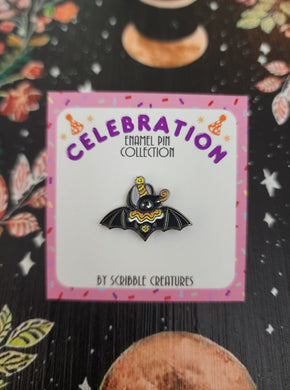 CELEBRATION
ENAMEL PIN
COLLECTION
BY SCRIBBLE CREATURES